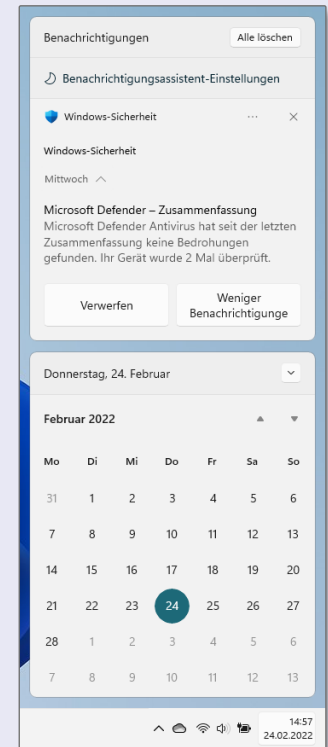 Benachrichtigungen
Alle löschen
Benachrichtigungsassistent-Einstellungen
Windows-Sicherheit
Windows-Sicherheit
Mittwoch
Microsoft Defender – Zusammenfassung
Microsoft Defender Antivirus hat seit der letzten
Zusammenfassung keine Bedrohungen
gefunden. Ihr Gerät wurde 2 Mal überprüft.
Verwerfen
Weniger
Benachrichtigunge
Donnerstag, 24. Februar
Februar 2022
Mo Di Mi Do Fr Sa So
31 1 2 3 4 5 6
7 8 9 10 11 12 13
14 15 16 17 18 19 20
21 22 23 24 25 26 27
28 1 2 3 4 5 6
7 8 9 10 11 12 13
14:57
24.02.2022